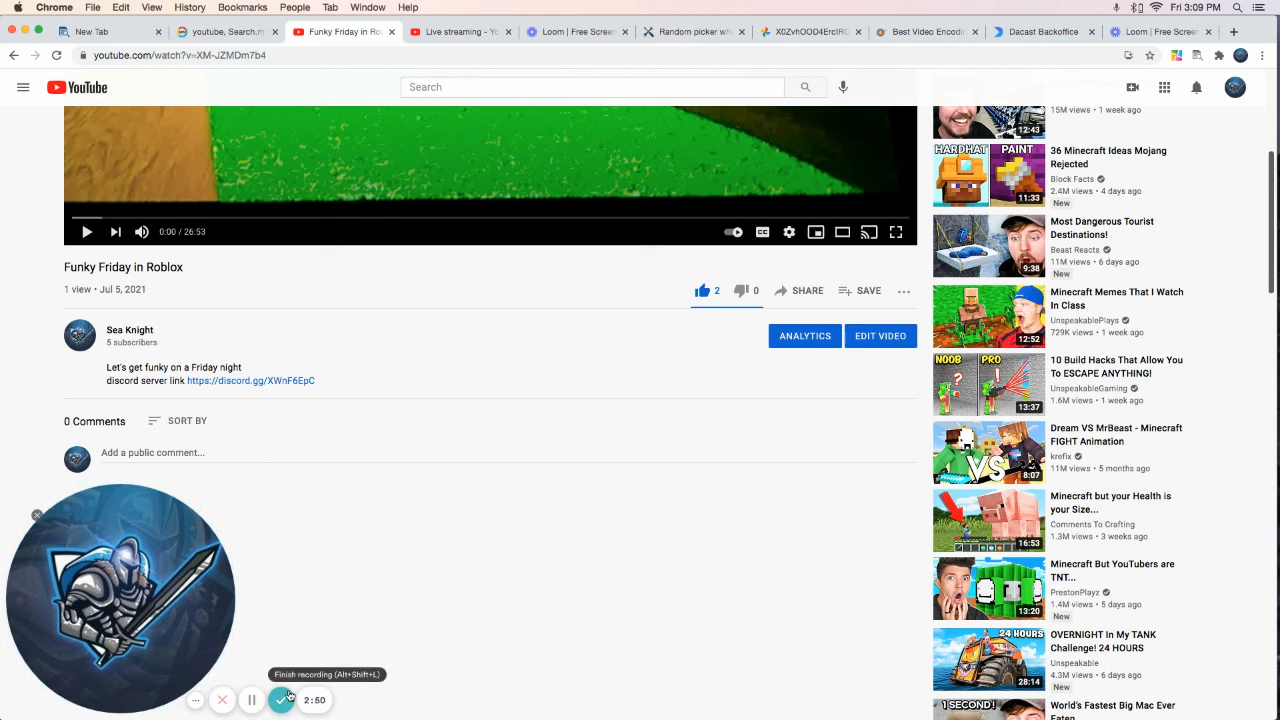 Chrome File Edit View History Bookmarks People Tab Window Help Fri 3:09 PM
New Tab youtube, Search.m Funky Friday in Ro Live streaming - Yo Loom | Free Screen Random picker wh X0ZVhOOD4ErcIRD Best Video Encodin Dacast Backoffice Loom | Free Scree
youtube.com/watch?v=XM-JZMDm7b4
YouTube
Search
0:00 / 26:53
CC
Funky Friday in Roblox
1 view • Jul 5, 2021
2 0 SHARE SAVE
Sea Knight
5 subscribers
ANALYTICS EDIT VIDEO
Let's get funky on a Friday night
discord server link https://discord.gg/XWnF6EpC
0 Comments SORT BY
Add a public comment...
Finish recording (Alt+Shift+L)
2:50
12:43
15M views • 1 week ago
HARDHAT PAINT
11:33
36 Minecraft Ideas Mojang
Rejected
Block Facts
2.4M views • 4 days ago
New
9:38
Most Dangerous Tourist
Destinations!
Beast Reacts
11M views • 6 days ago
New
12:52
Minecraft Memes That I Watch
In Class
UnspeakablePlays
729K views • 1 week ago
NOOB PRO
13:37
10 Build Hacks That Allow You
To ESCAPE ANYTHING!
UnspeakableGaming
1.6M views • 1 week ago
VS
8:07
Dream VS MrBeast - Minecraft
FIGHT Animation
krefix
11M views • 5 months ago
16:53
Minecraft but your Health is
your Size...
Comments To Crafting
1.3M views • 3 weeks ago
13:20
Minecraft But YouTubers are
TNT...
PrestonPlayz
1.4M views • 5 days ago
New
24 HOURS
28:14
OVERNIGHT In My TANK
Challenge! 24 HOURS
Unspeakable
4.3M views • 6 days ago
New
1 SECOND!
World's Fastest Big Mac Ever
Eaten